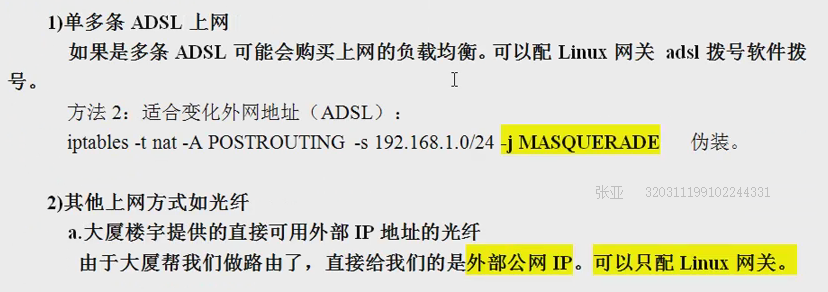 1)单多条 ADSL 上网
如果是多条 ADSL 可能会购买上网的负载均衡。可以配 Linux 网关 adsl 拨号软件拨
号。
方法 2：适合变化外网地址（ADSL）：
iptables -t nat -A POSTROUTING -s 192.168.1.0/24 -j MASQUERADE 伪装。
张亚 320311199102244331
2)其他上网方式如光纤
a.大厦楼宇提供的直接可用外部 IP 地址的光纤
由于大厦帮我们做路由了，直接给我们的是外部公网 IP。可以只配 Linux 网关。